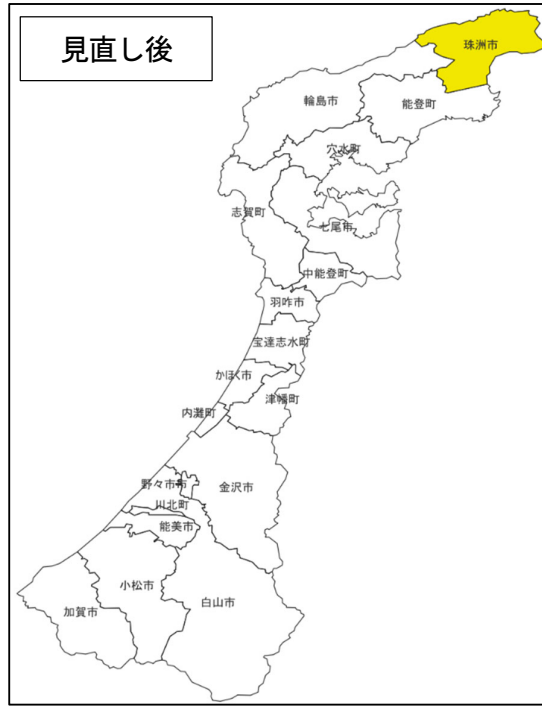 見直し後
珠洲市
輪島市
能登町
穴水町
志賀町
七尾市
中能登町
羽咋市
宝達志水町
かほく市
津幡町
内灘町
野々市市
金沢市
川北町
能美市
小松市
白山市
加賀市